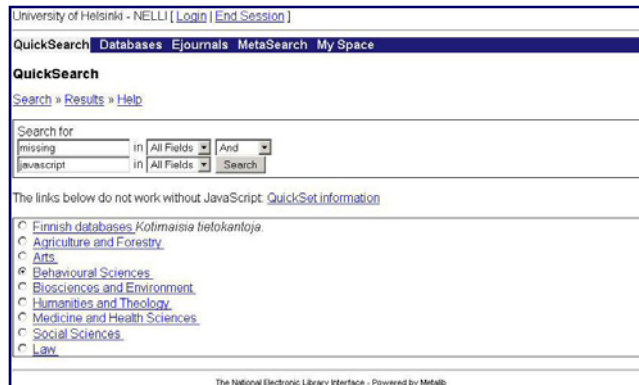 University of Helsinki - NELLI [ Login | End Session ]
QuickSearch Databases Ejournals MetaSearch My Space
QuickSearch
Search » Results » Help
Search for
missing in All Fields And
javascript in All Fields Search
The links below do not work without JavaScript: QuickSet information
Finnish databases Kotimaisia tietokantoja.
Agriculture and Forestry
Arts
Behavioural Sciences
Biosciences and Environment
Humanities and Theology
Medicine and Health Sciences
Social Sciences
Law
The National Electronic Library Interface - Powered by Metalib